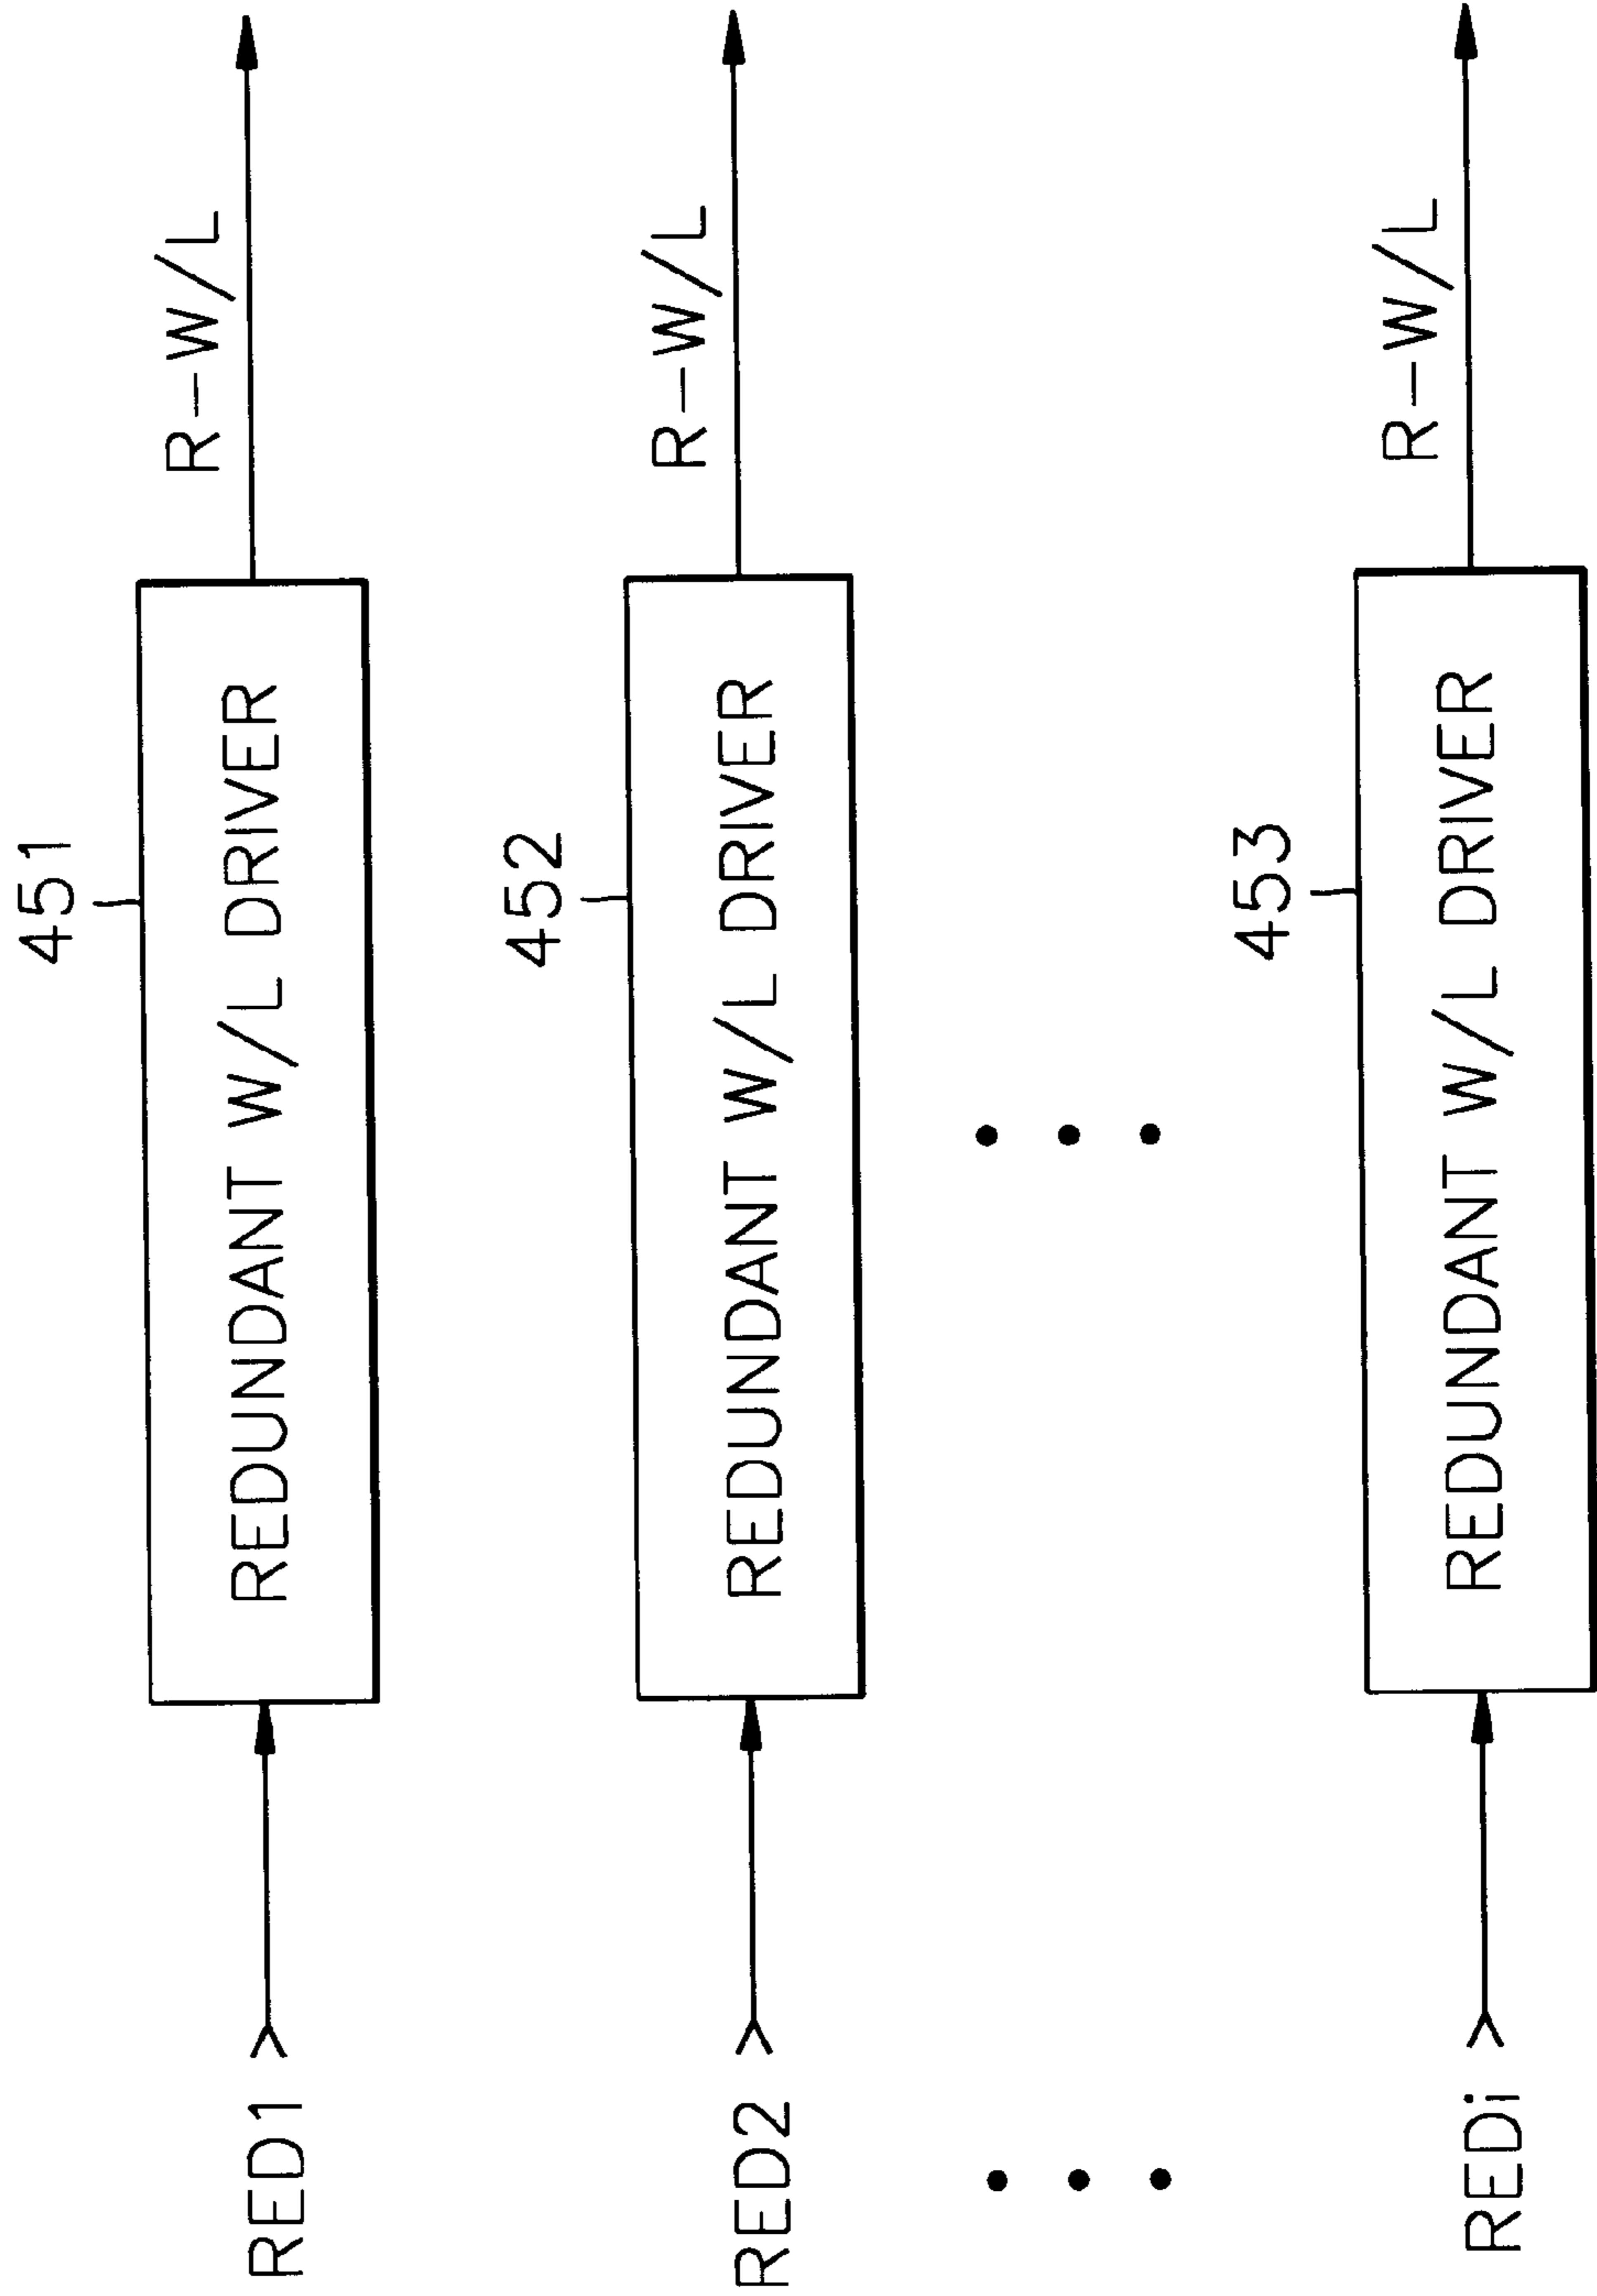 451
RED1 REDUNDANT W/L DRIVER R-W/L
452
RED2 REDUNDANT W/L DRIVER R-W/L
453
REDi REDUNDANT W/L DRIVER R-W/L